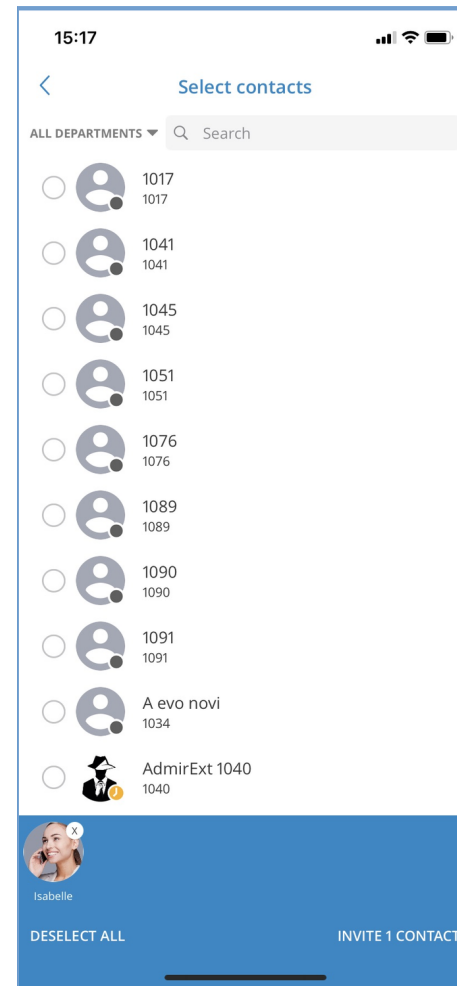 15:17
Select contacts
ALL DEPARTMENTS Search
1017
1017
1041
1041
1045
1045
1051
1051
1076
1076
1089
1089
1090
1090
1091
1091
A evo novi
1034
AdmirExt 1040
1040
X
Isabelle
DESELECT ALL INVITE 1 CONTACT